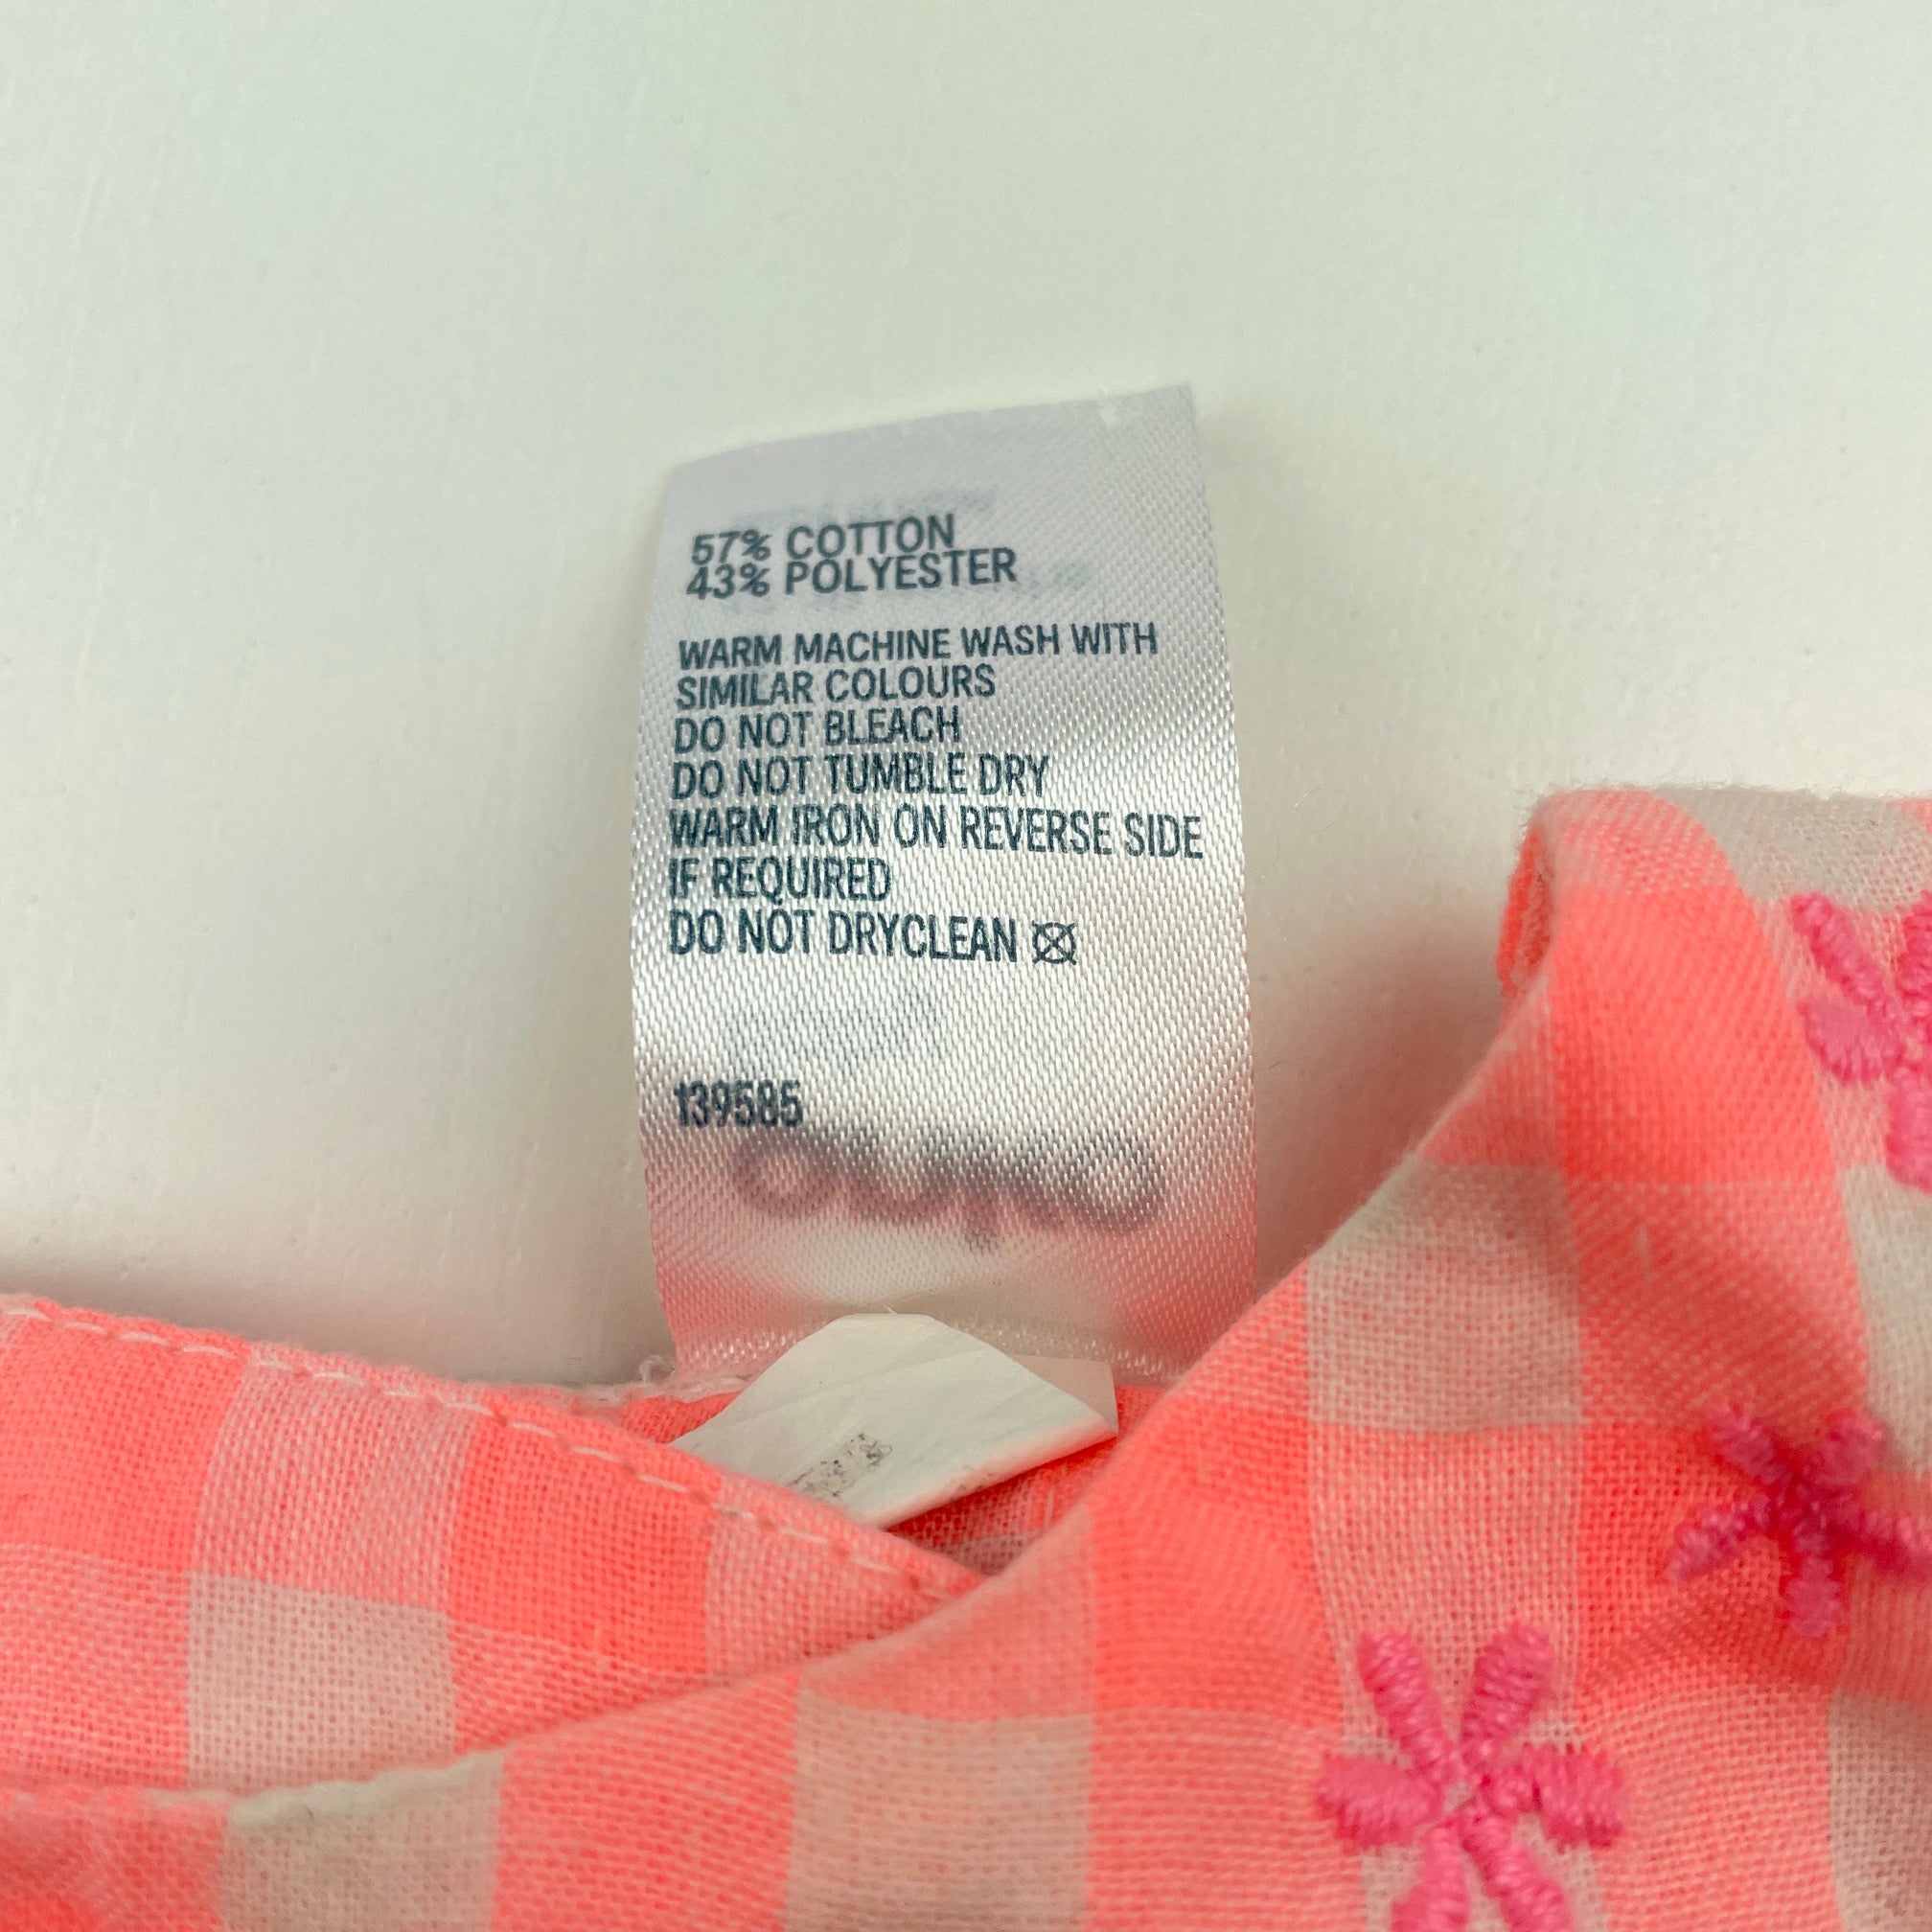 57% COTTON
43% POLYESTER
WARM MACHINE WASH WITH
SIMILAR COLOURS
DO NOT BLEACH
DO NOT TUMBLE DRY
WARM IRON ON REVERSE SIDE
IF REQUIRED
DO NOT DRYCLEAN
139585